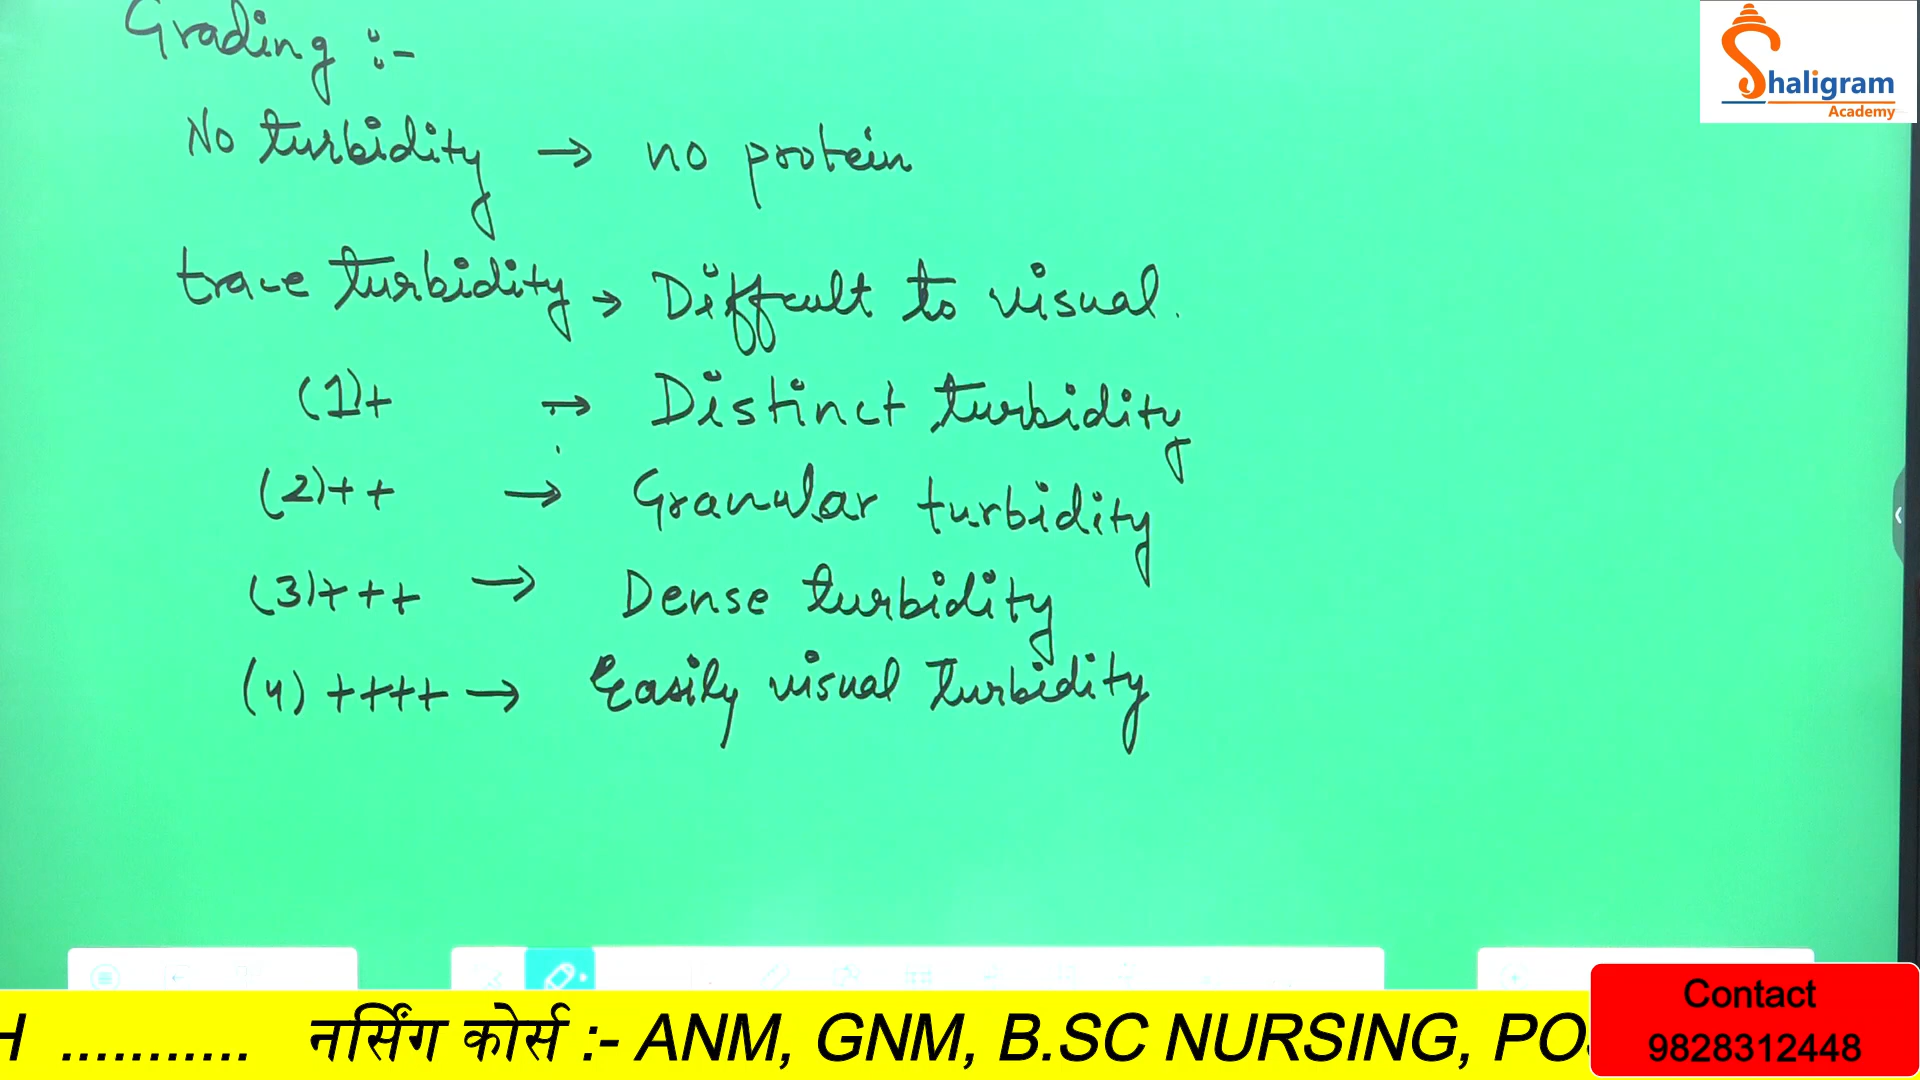 Grading :-
Shaligram
Academy
No turbidity → no protein
trace turbidity → Difficult to visual.
(1)+ → Distinct turbidity
(2)++ → Granular turbidity
(3)+++ → Dense turbidity
(4) ++++ → Easily visual turbidity
H ........... नर्सिंग कोर्स :- ANM, GNM, B.SC NURSING, POS
Contact
9828312448